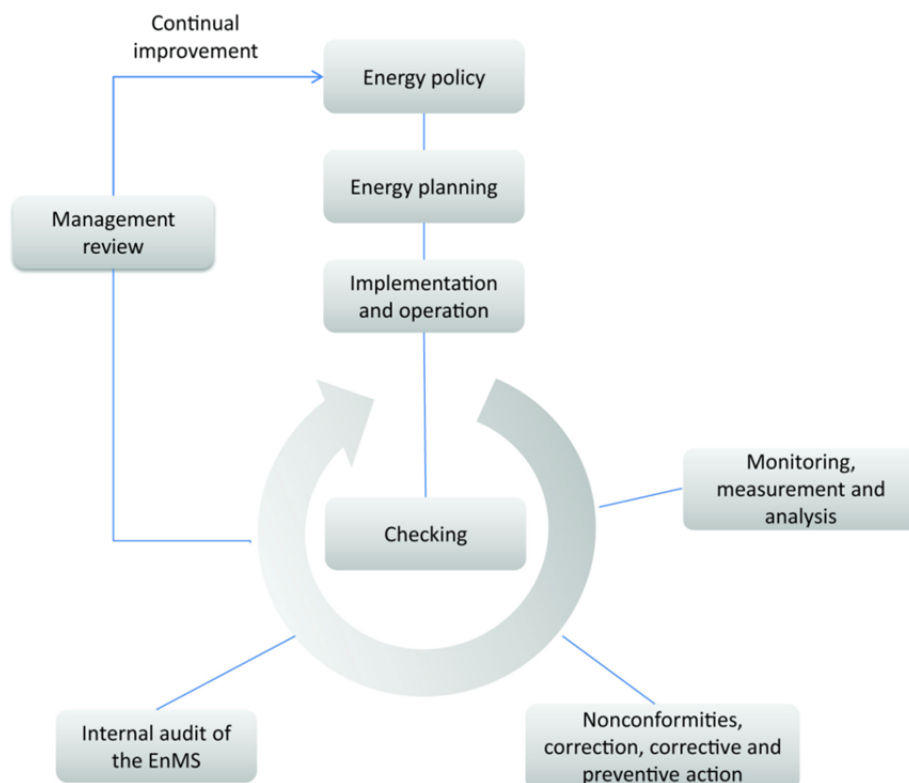 Continual
improvement
Energy policy
Energy planning
Management
review
Implementation
and operation
Monitoring,
measurement and
analysis
Checking
Internal audit of
the EnMS
Nonconformities,
correction, corrective and
preventive action